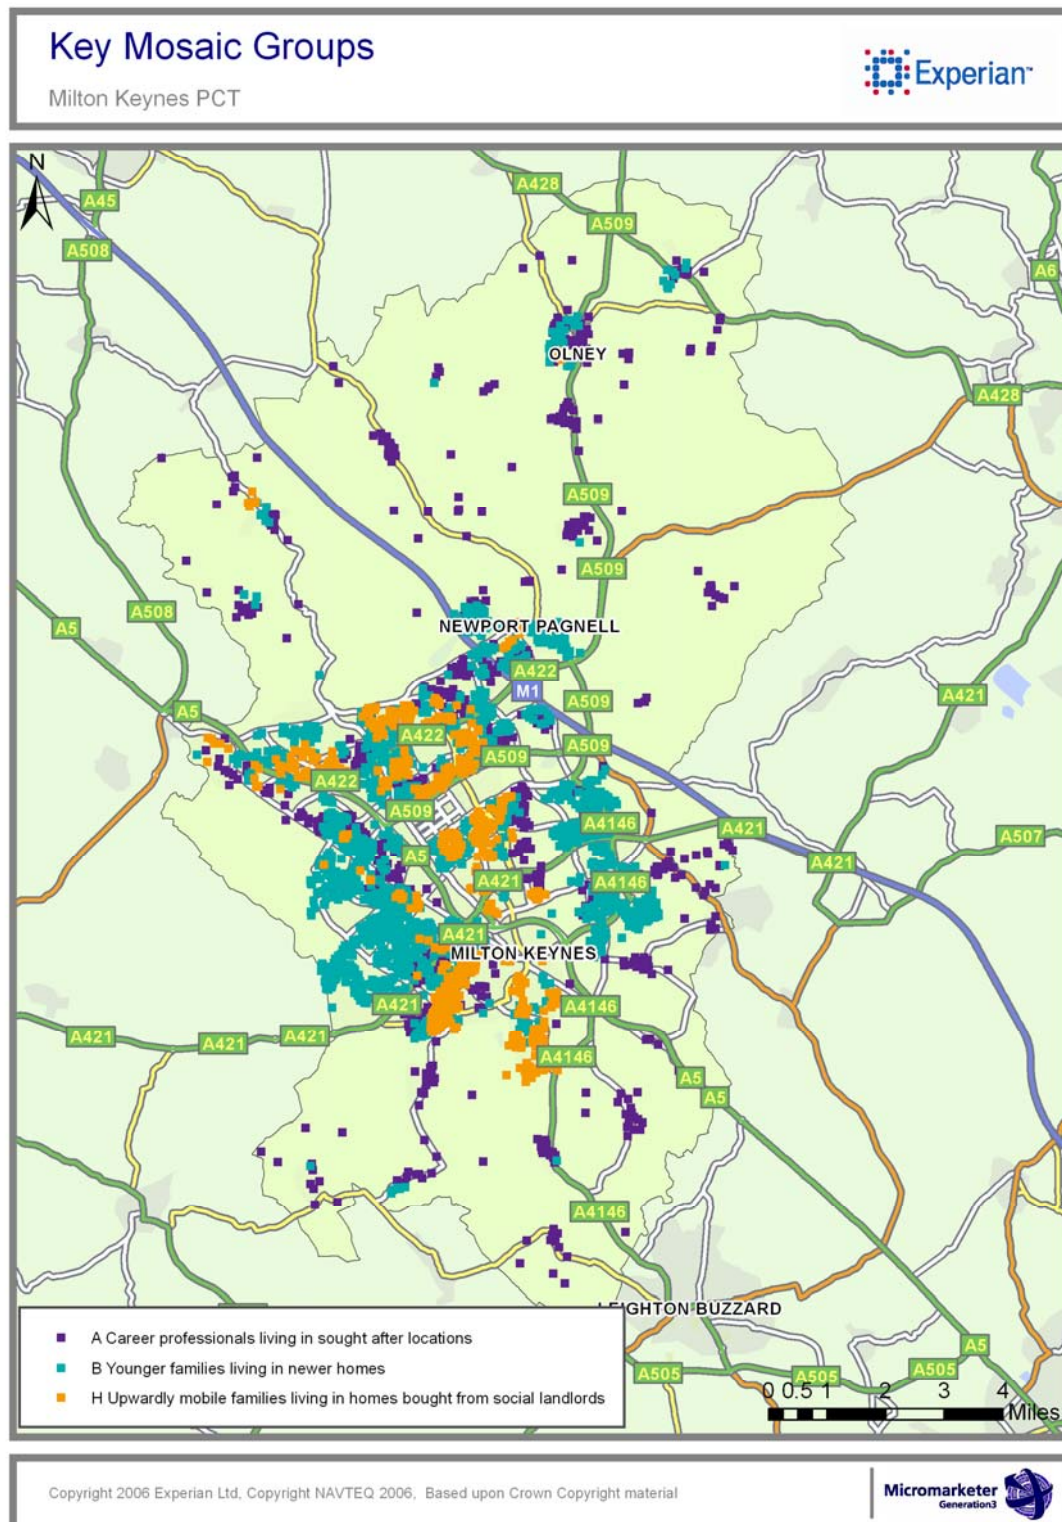 Key Mosaic Groups
Milton Keynes PCT
Experian™
N
A428
A45
A509
A508
A6
OLNEY
A428
A509
A509
A508
A5
NEWPORT PAGNELL
A422
M1
A421
A509
A5
A422
A509
A509
A422
A509
A4146
A421
A507
A5
A421
A421
A4146
A421
MILTON KEYNES
A421
A4146
A421
A421
A421
A4146
A5
A5
A4146
LEIGHTON BUZZARD
A5
A505
A505
A505
0 0.5 1 2 3 4
Miles
A Career professionals living in sought after locations
B Younger families living in newer homes
H Upwardly mobile families living in homes bought from social landlords
Copyright 2006 Experian Ltd, Copyright NAVTEQ 2006, Based upon Crown Copyright material
Micromarketer
Generation3